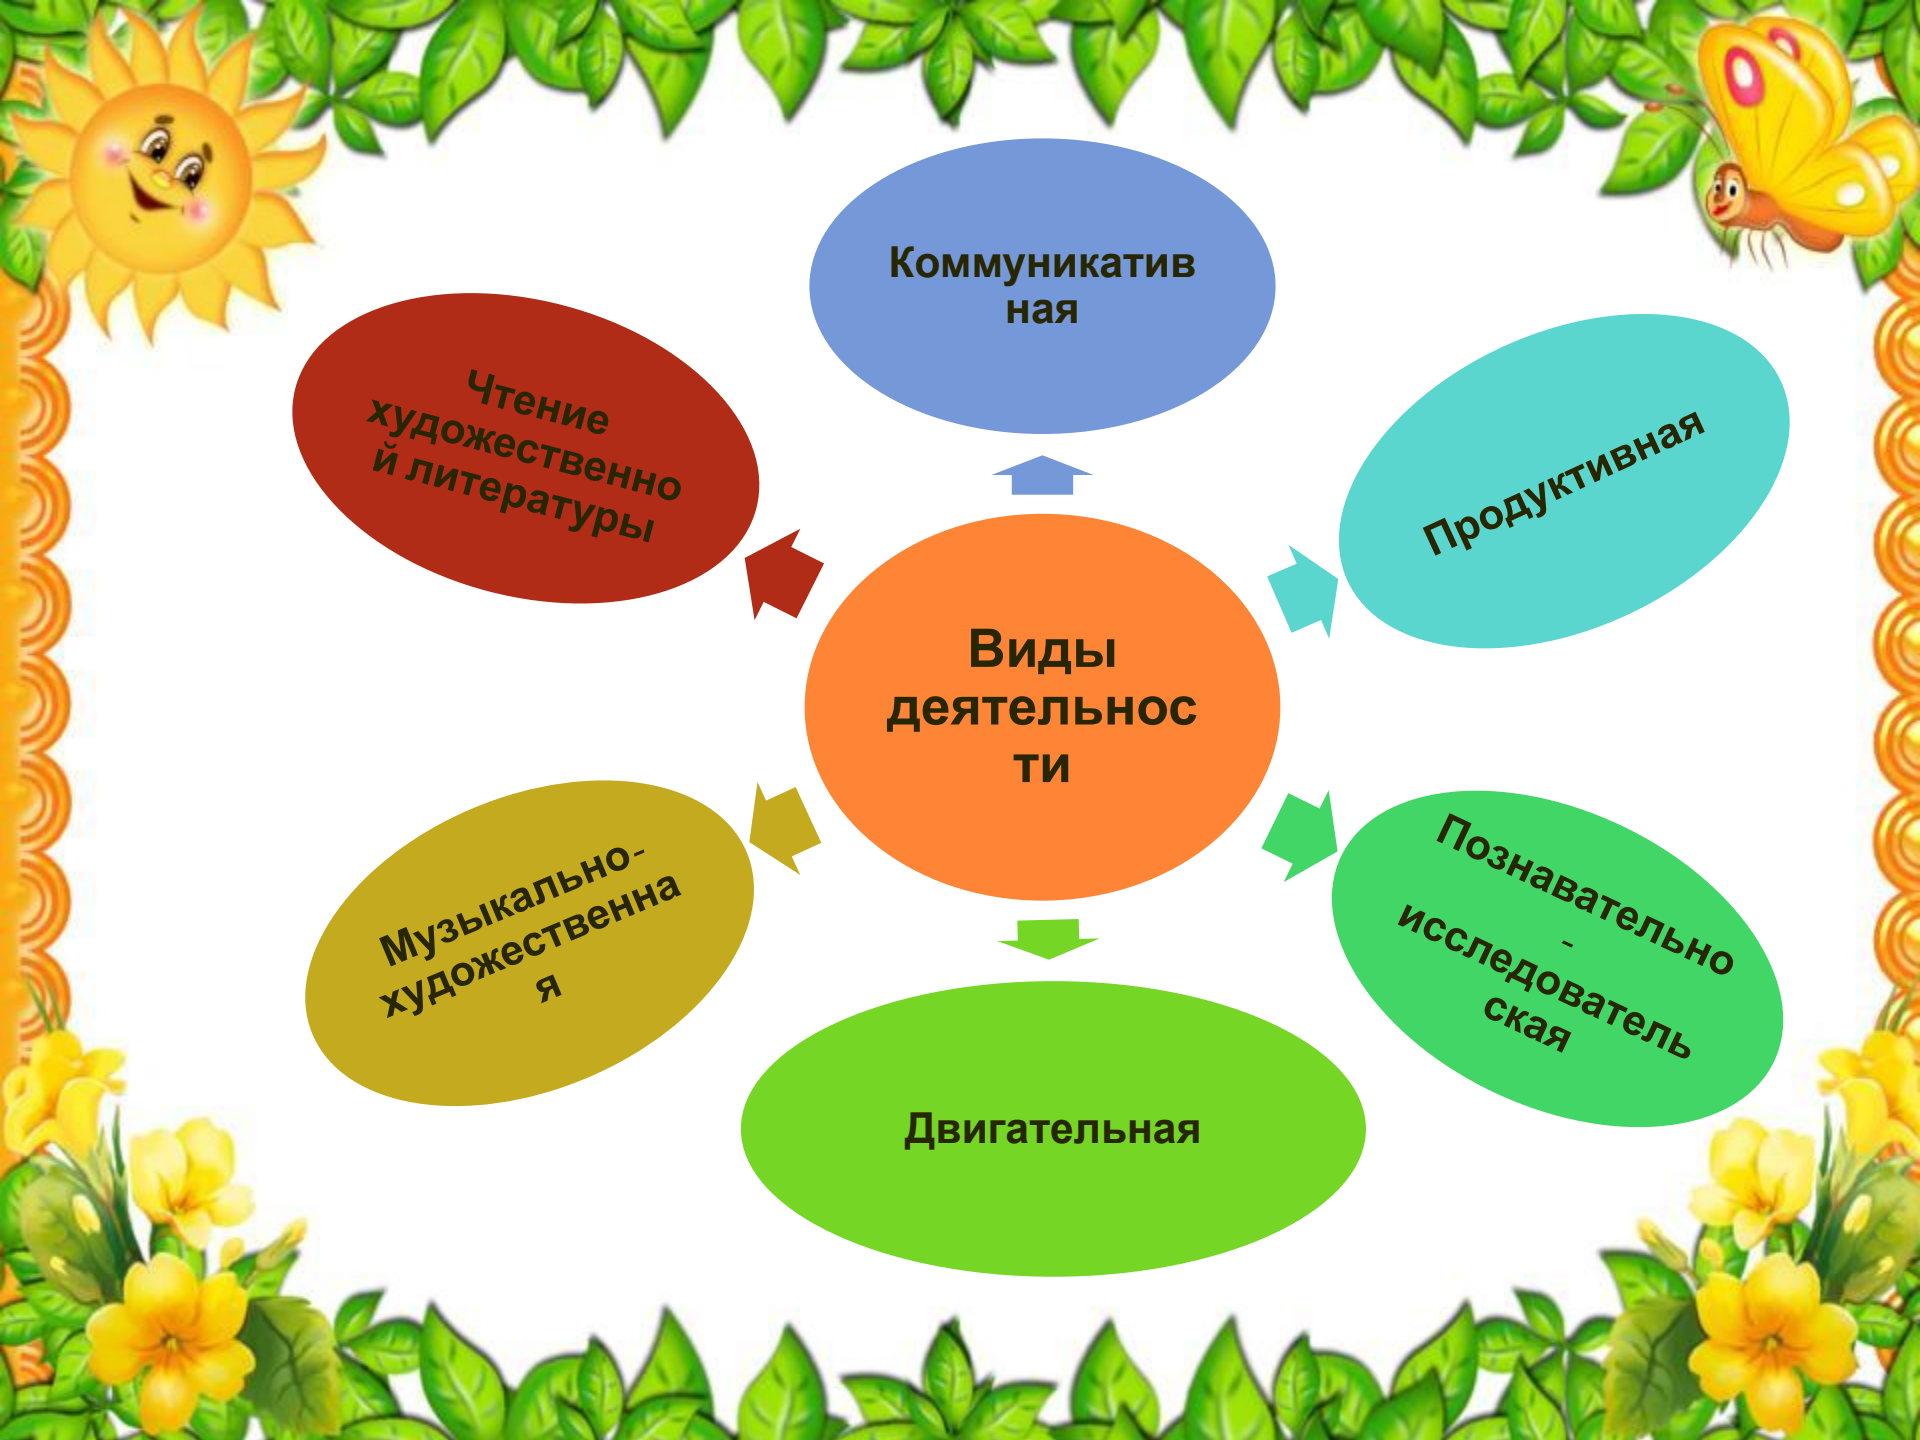 Коммуникатив
ная
Чтение
художественно
й литературы
Продуктивная
Виды
деятельнос
ти
Музыкально-
художественна
я
Познавательно
-
исследователь
ская
Двигательная